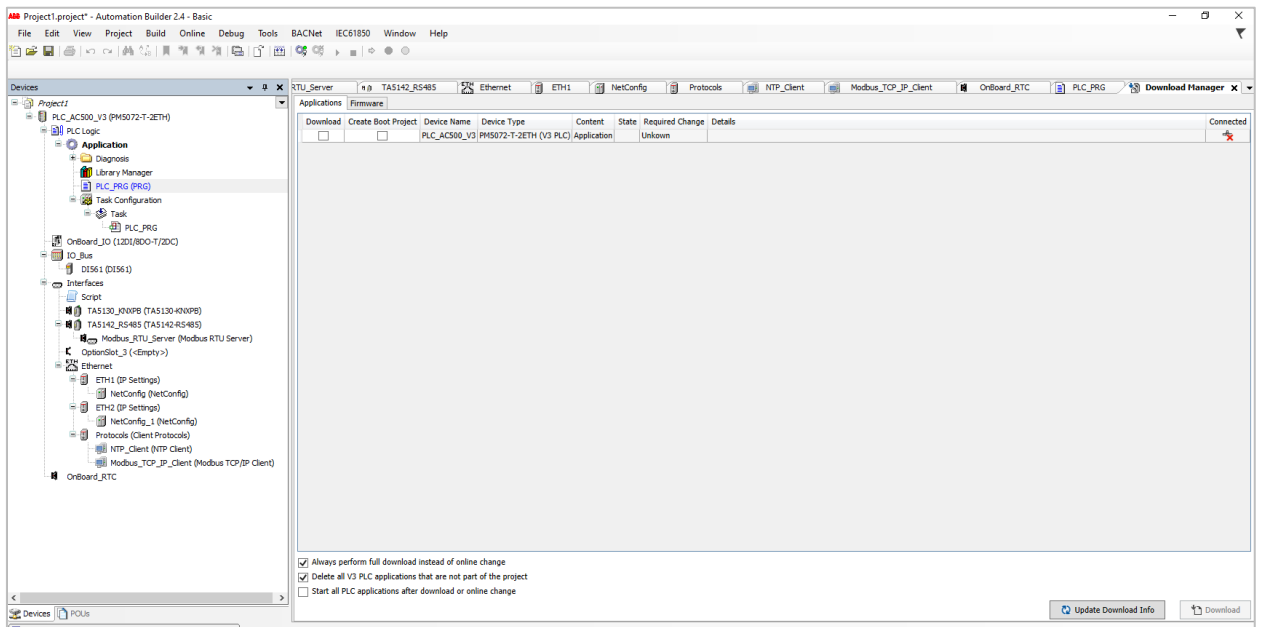 ABB Project1.project* - Automation Builder 2.4 - Basic
File Edit View Project Build Online Debug Tools BACNet IEC61850 Window Help
Devices
RTU_Server TA5142_RS485 Ethernet ETH1 NetConfig Protocols NTP_Client Modbus_TCP_IP_Client OnBoard_RTC PLC_PRG Download Manager
Project1
PLC_AC500_V3 (PM5072-T-2ETH)
PLC Logic
Application
Diagnosis
Library Manager
PLC_PRG (PRG)
Task Configuration
Task
PLC_PRG
OnBoard_IO (12DI/8DO-T/2DC)
IO_Bus
DI561 (DI561)
Interfaces
Script
TA5130_KNXPB (TA5130-KNXPB)
TA5142_RS485 (TA5142-RS485)
Modbus_RTU_Server (Modbus RTU Server)
OptionSlot_3 (<Empty>)
ETH Ethernet
ETH1 (IP Settings)
NetConfig (NetConfig)
ETH2 (IP Settings)
NetConfig_1 (NetConfig)
Protocols (Client Protocols)
NTP_Client (NTP Client)
Modbus_TCP_IP_Client (Modbus TCP/IP Client)
OnBoard_RTC
Devices POUs
Applications Firmware
Download Create Boot Project Device Name Device Type Content State Required Change Details Connected
PLC_AC500_V3 PM5072-T-2ETH (V3 PLC) Application Unkown
Always perform full download instead of online change
Delete all V3 PLC applications that are not part of the project
Start all PLC applications after download or online change
Update Download Info Download